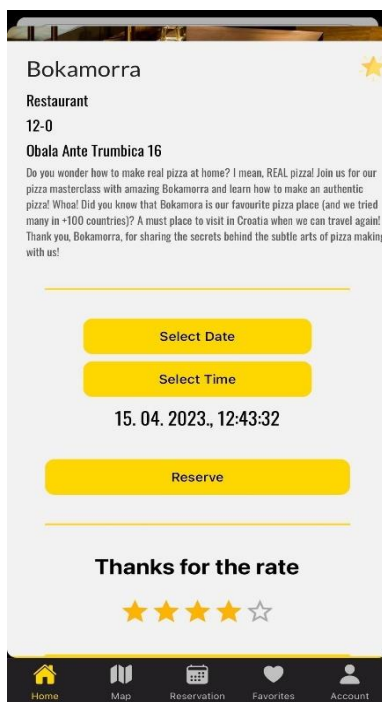 Bokamorra
Restaurant
12-0
Obala Ante Trumbica 16
Do you wonder how to make real pizza at home? I mean, REAL pizza! Join us for our
pizza masterclass with amazing Bokamorra and learn how to make an authentic
pizza! Whoa! Did you know that Bokamora is our favourite pizza place (and we tried
many in +100 countries)? A must place to visit in Croatia when we can travel again!
Thank you, Bokamorra, for sharing the secrets behind the subtle arts of pizza making
with us!
Select Date
Select Time
15. 04. 2023., 12:43:32
Reserve
Thanks for the rate
Home Map Reservation Favorites Account